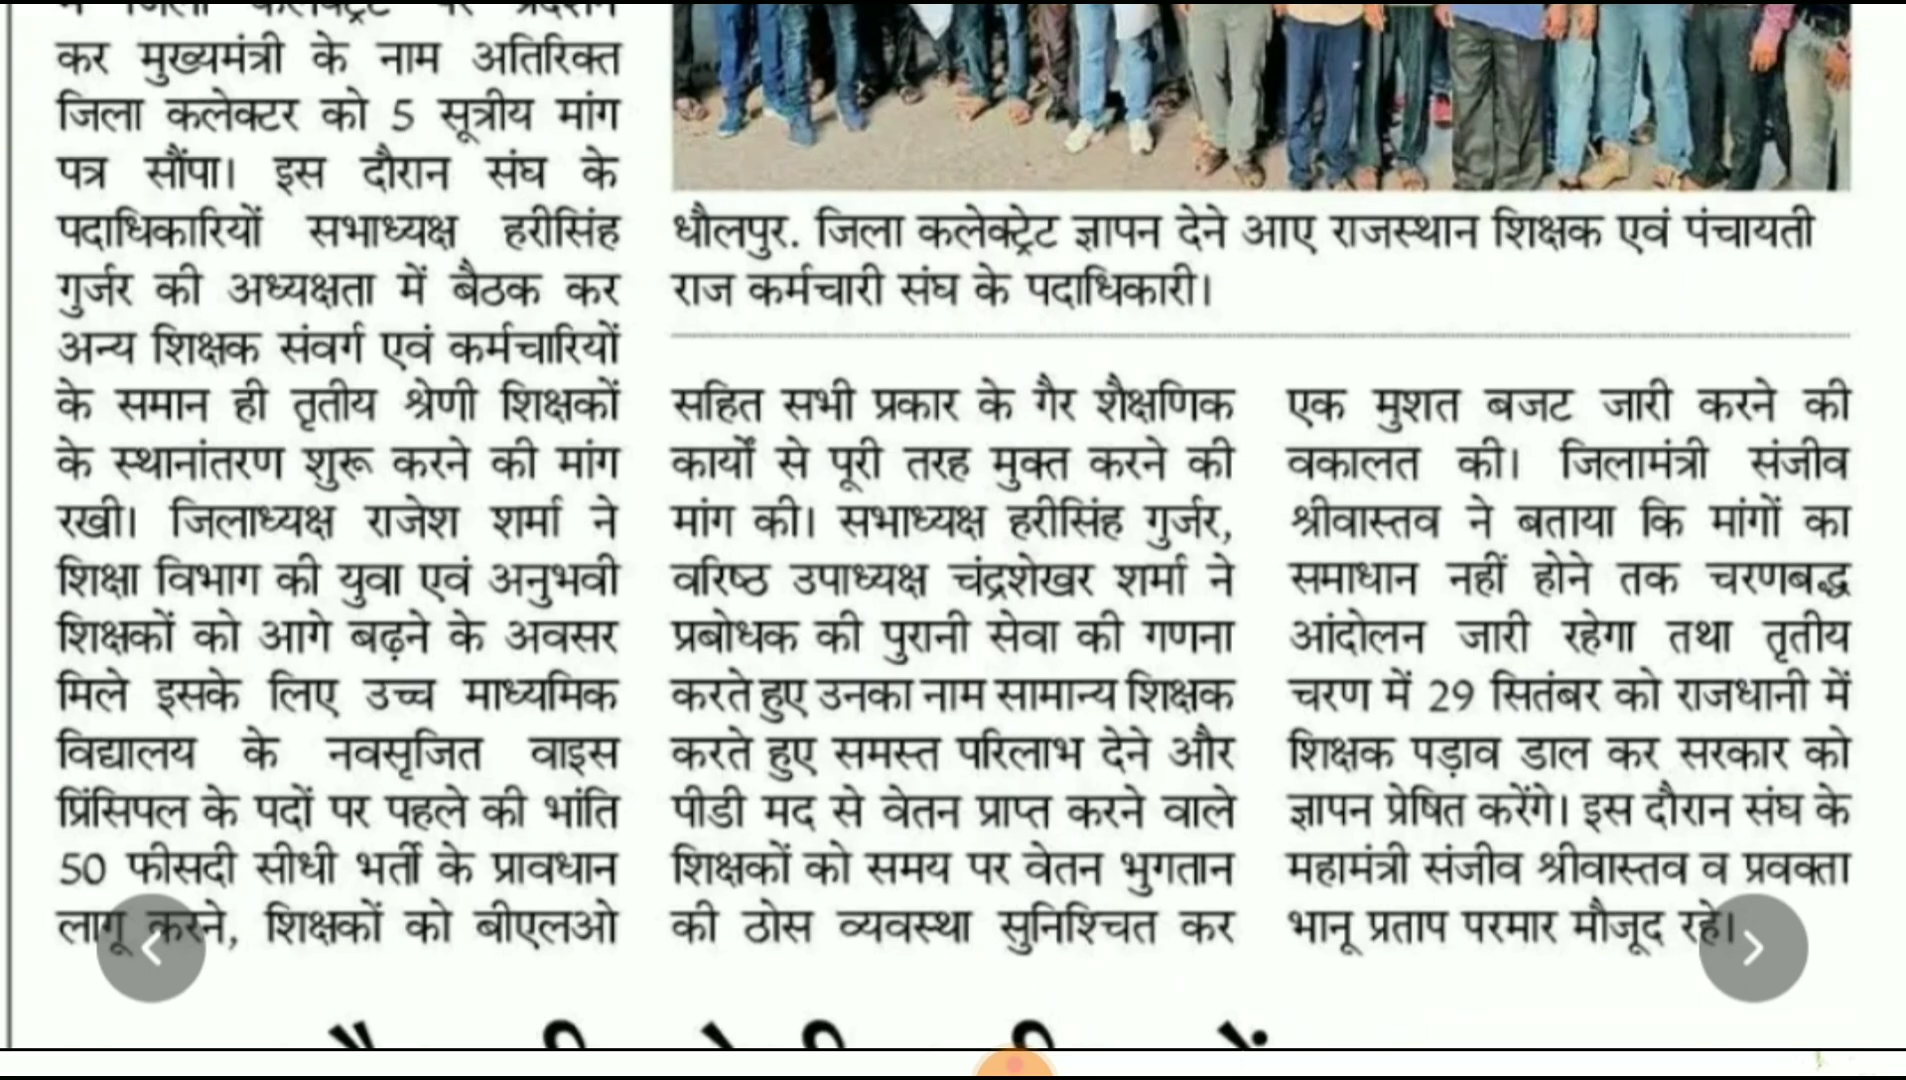 कर मुख्यमंत्री के नाम अतिरिक्त
जिला कलेक्टर को 5 सूत्रीय मांग
पत्र सौंपा। इस दौरान संघ के
पदाधिकारियों सभाध्यक्ष हरीसिंह
गुर्जर की अध्यक्षता में बैठक कर
अन्य शिक्षक संवर्ग एवं कर्मचारियों
के समान ही तृतीय श्रेणी शिक्षकों
के स्थानांतरण शुरू करने की मांग
रखी। जिलाध्यक्ष राजेश शर्मा ने
शिक्षा विभाग की युवा एवं अनुभवी
शिक्षकों को आगे बढ़ने के अवसर
मिले इसके लिए उच्च माध्यमिक
विद्यालय के नवसृजित वाइस
प्रिंसिपल के पदों पर पहले की भांति
50 फीसदी सीधी भर्ती के प्रावधान
लागू करने, शिक्षकों को बीएलओ
धौलपुर. जिला कलेक्ट्रेट ज्ञापन देने आए राजस्थान शिक्षक एवं पंचायती
राज कर्मचारी संघ के पदाधिकारी।
सहित सभी प्रकार के गैर शैक्षणिक
कार्यों से पूरी तरह मुक्त करने की
मांग की। सभाध्यक्ष हरीसिंह गुर्जर,
वरिष्ठ उपाध्यक्ष चंद्रशेखर शर्मा ने
प्रबोधक की पुरानी सेवा की गणना
करते हुए उनका नाम सामान्य शिक्षक
करते हुए समस्त परिलाभ देने और
पीडी मद से वेतन प्राप्त करने वाले
शिक्षकों को समय पर वेतन भुगतान
की ठोस व्यवस्था सुनिश्चित कर
एक मुशत बजट जारी करने की
वकालत की। जिलामंत्री संजीव
श्रीवास्तव ने बताया कि मांगों का
समाधान नहीं होने तक चरणबद्ध
आंदोलन जारी रहेगा तथा तृतीय
चरण में 29 सितंबर को राजधानी में
शिक्षक पड़ाव डाल कर सरकार को
ज्ञापन प्रेषित करेंगे। इस दौरान संघ के
महामंत्री संजीव श्रीवास्तव व प्रवक्ता
भानू प्रताप परमार मौजूद रहे।